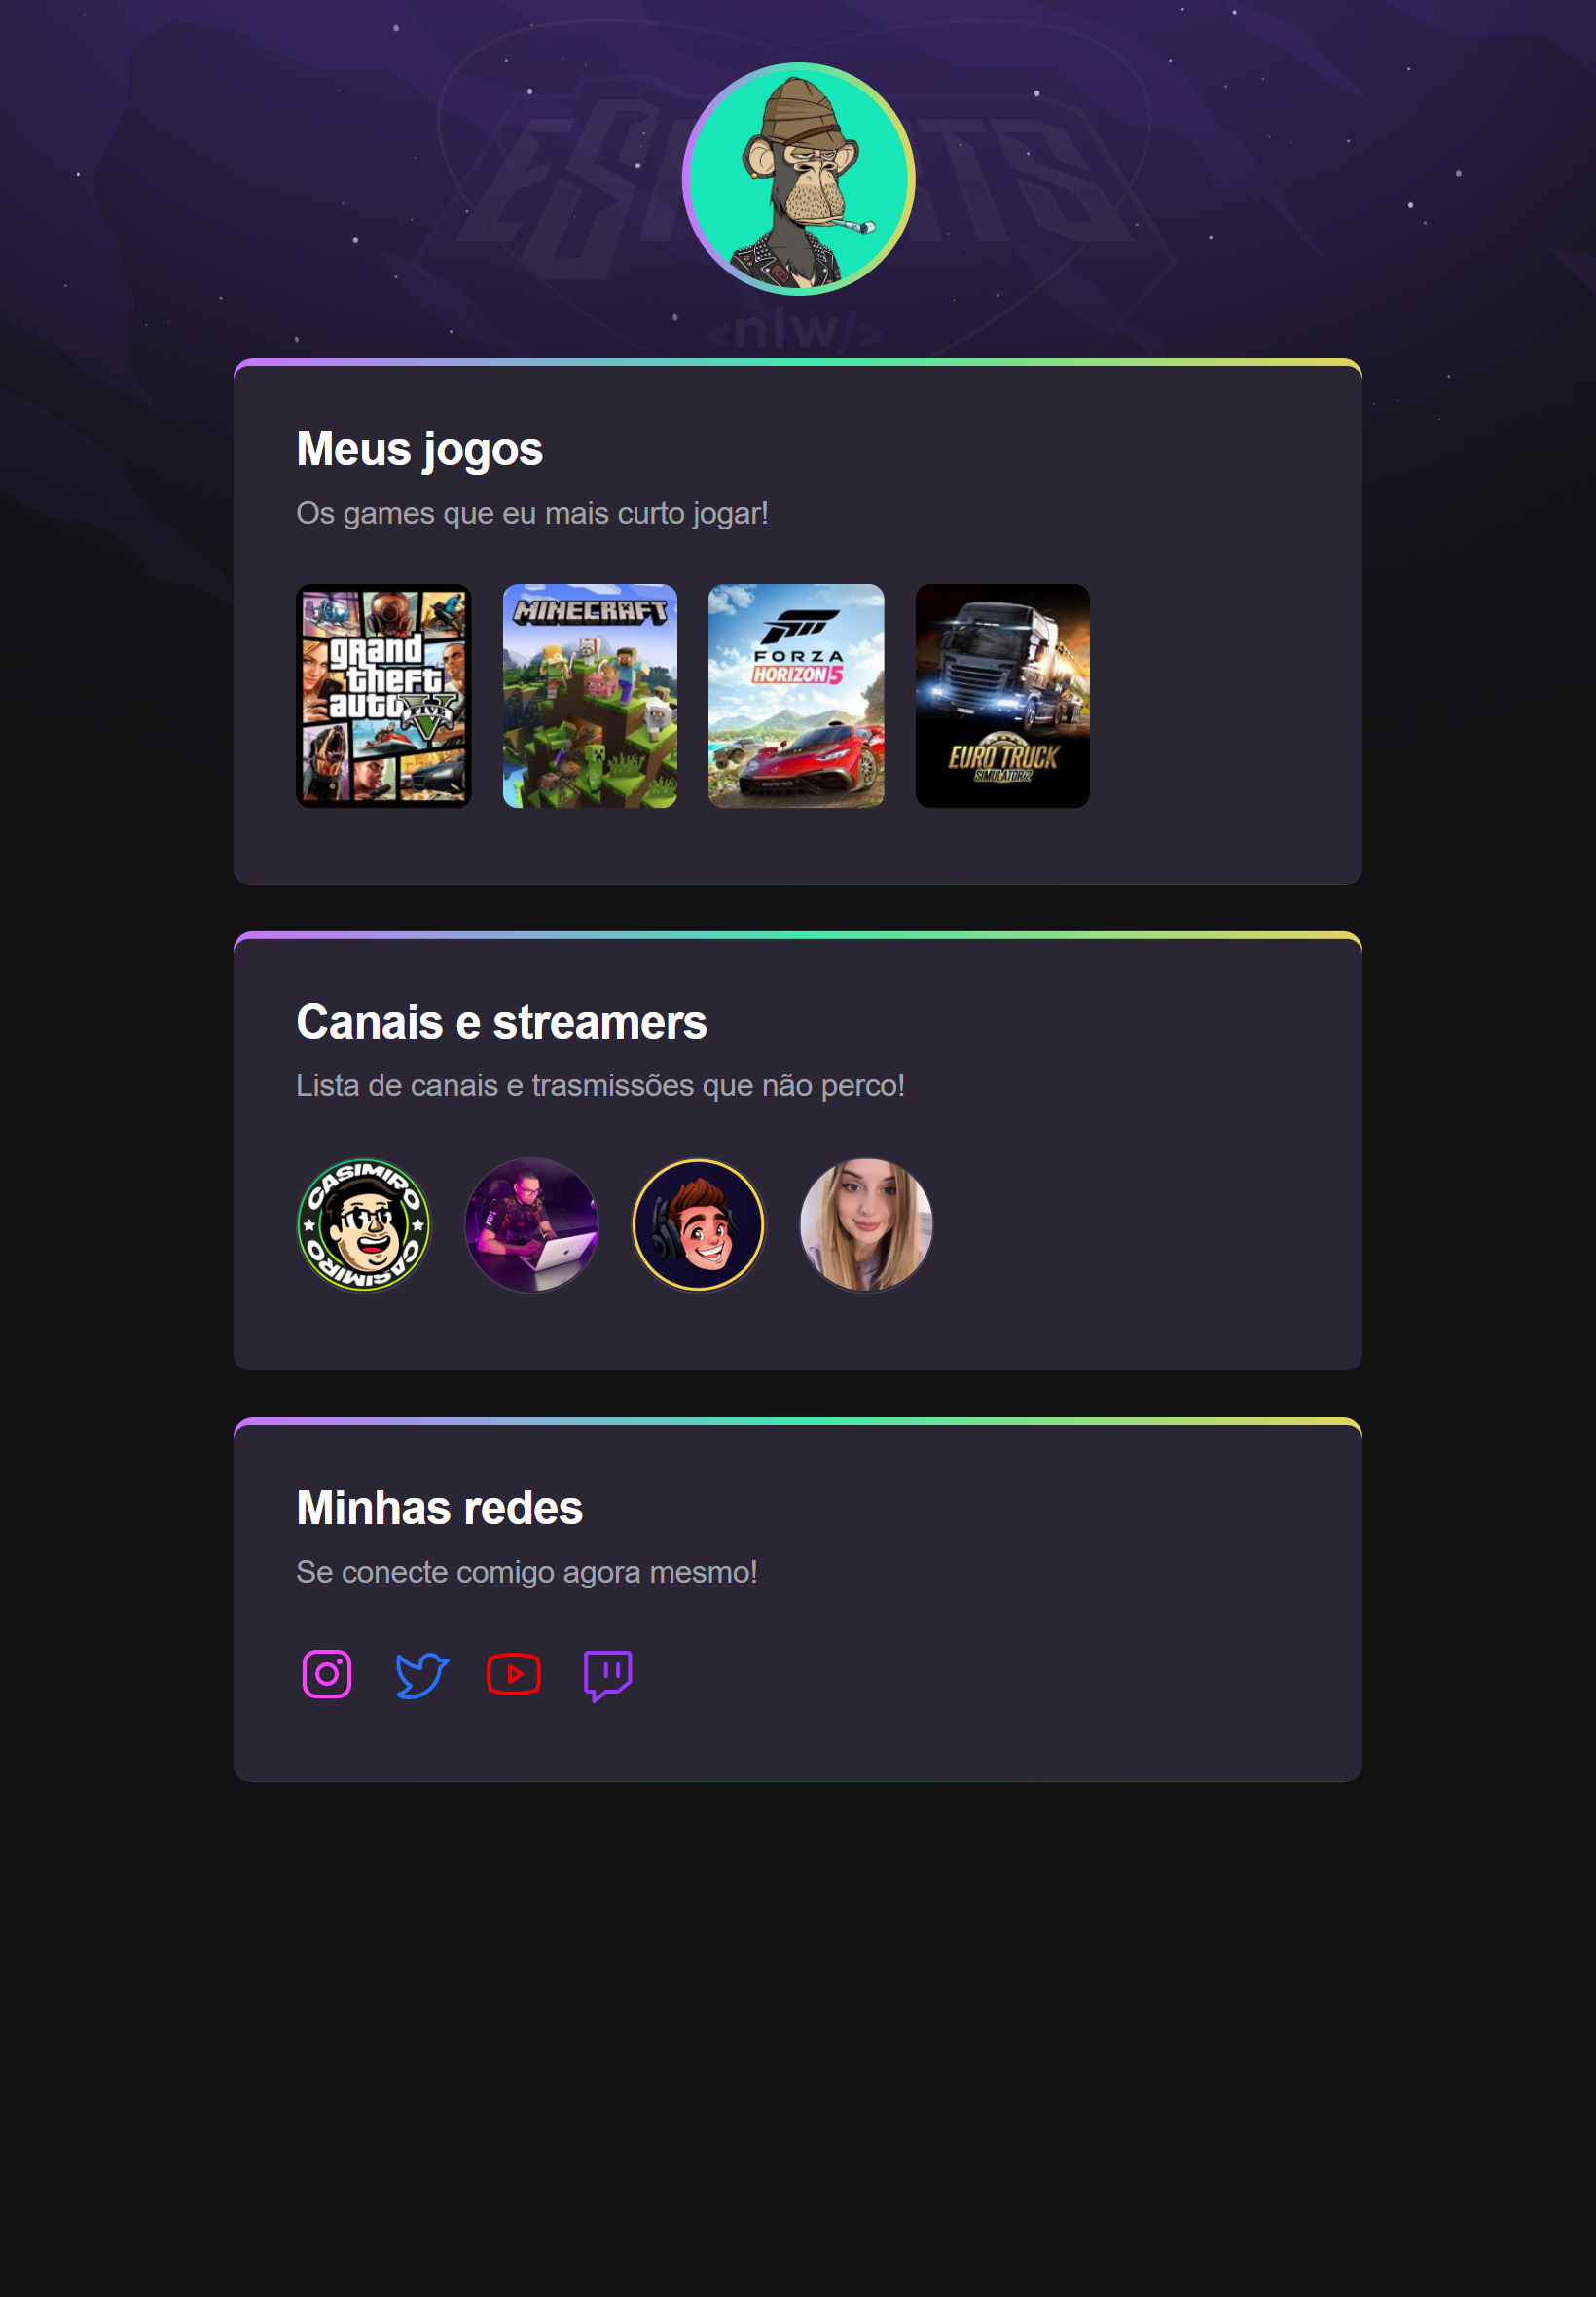 ESPORTS
<nlw/>
Meus jogos
Os games que eu mais curto jogar!
grand
theft
auto
FIVE
MINECRAFT
FORZA
HORIZON 5
EURO TRUCK
SIMULATOR 2
Canais e streamers
Lista de canais e trasmissões que não perco!
CASIMIRO
CASIMIRO
Minhas redes
Se conecte comigo agora mesmo!